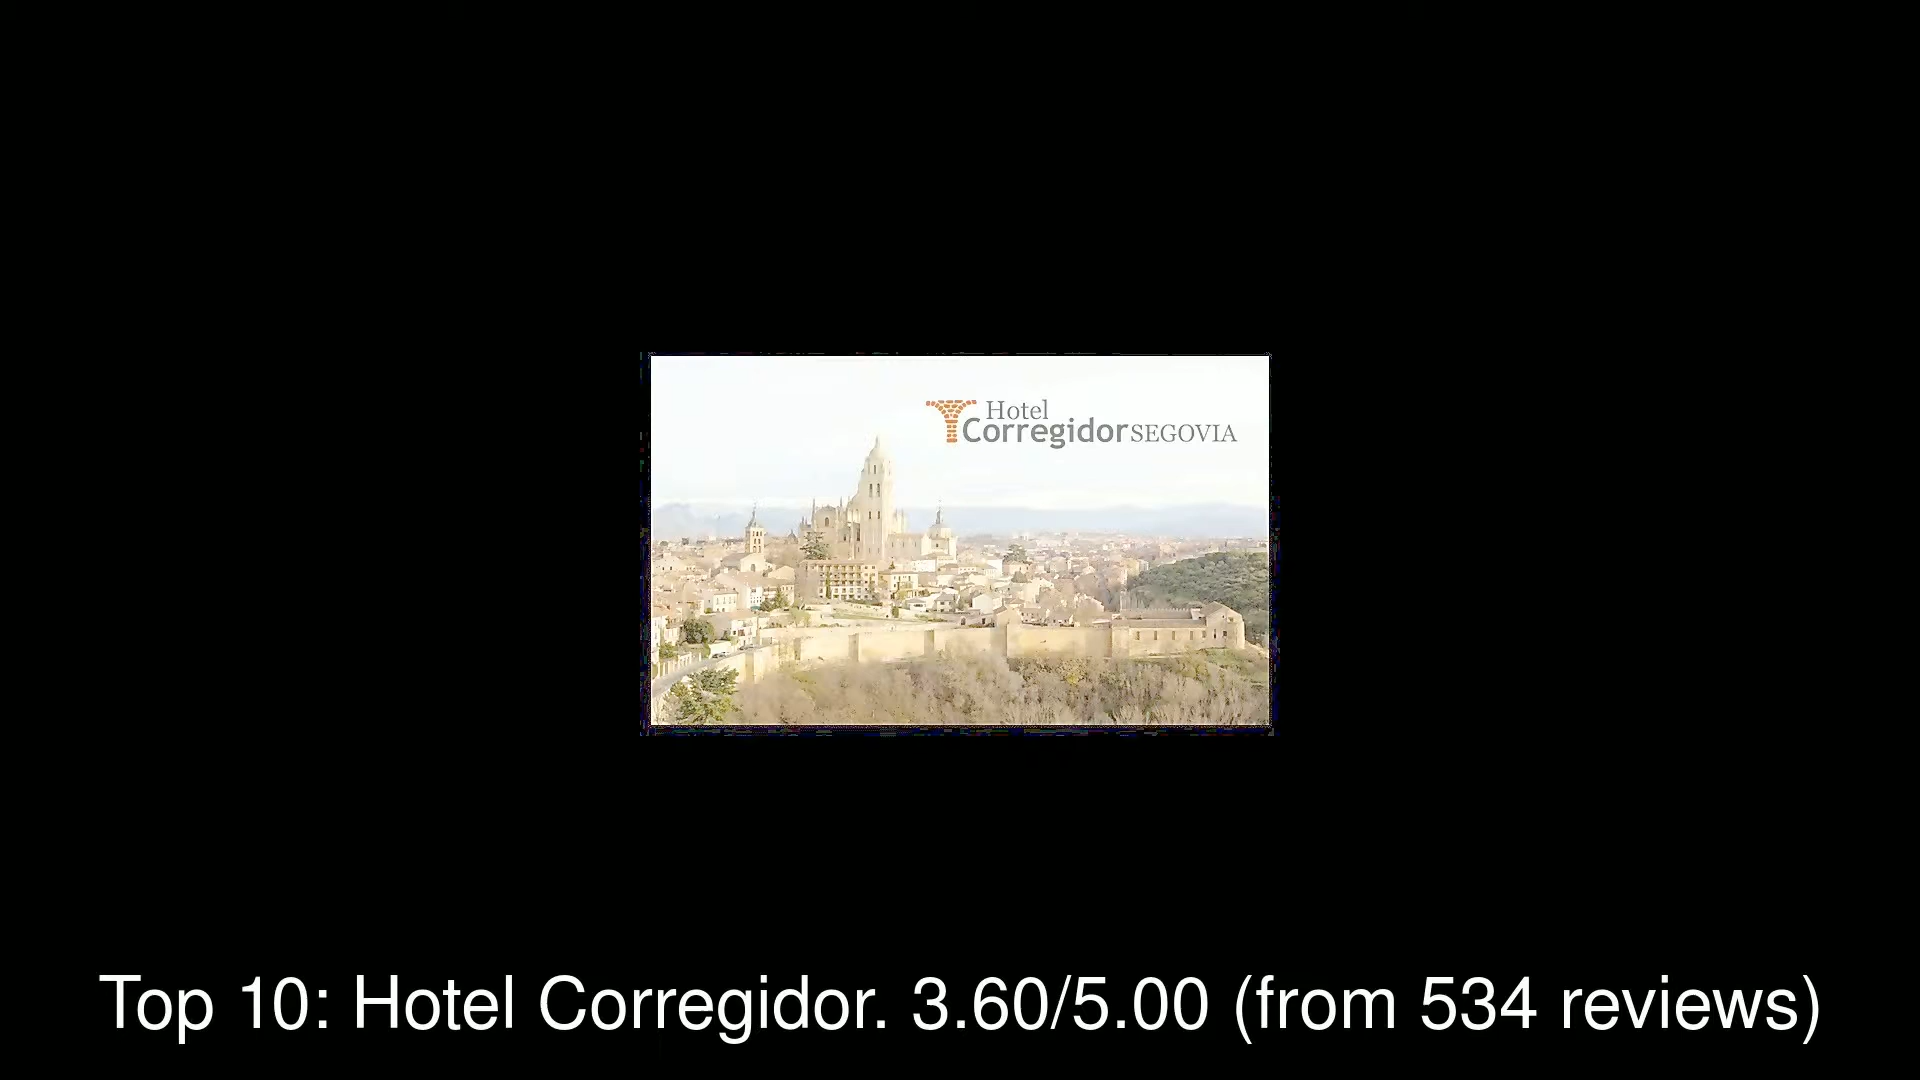 Hotel
Corregidor SEGOVIA
Top 10: Hotel Corregidor. 3.60/5.00 (from 534 reviews)